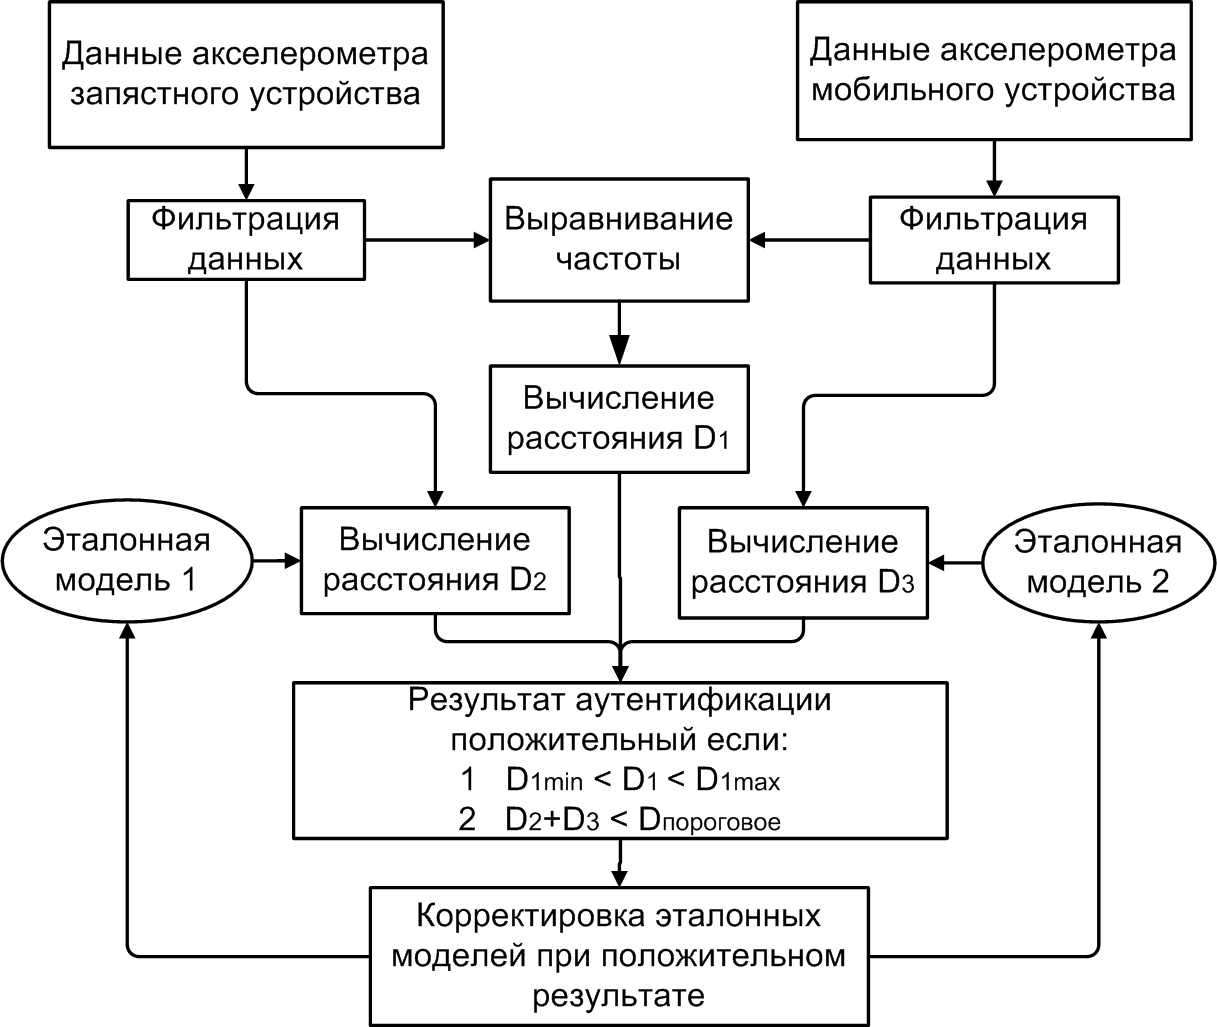 Данные акселерометра
запястного устройства
Данные акселерометра
мобильного устройства
Фильтрация
данных
Выравнивание
частоты
Фильтрация
данных
Вычисление
расстояния D1
Эталонная
модель 1
Вычисление
расстояния D2
Вычисление
расстояния D3
Эталонная
модель 2
Результат аутентификации
положительный если:
1 D1min < D1 < D1max
2 D2+D3 < Dпороговое
Корректировка эталонных
моделей при положительном
результате